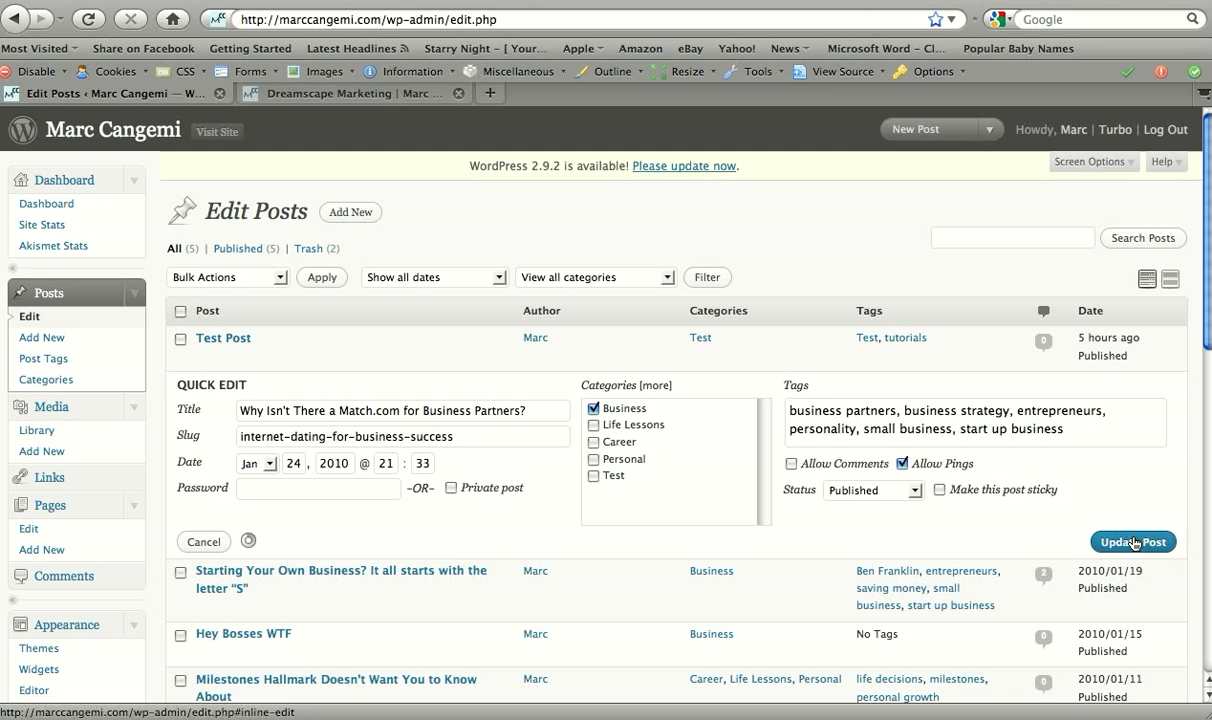 http://marccangemi.com/wp-admin/edit.php
Google
Most Visited Share on Facebook Getting Started Latest Headlines Starry Night – [ Your... Apple Amazon eBay Yahoo! News Microsoft Word – Cl... Popular Baby Names
Disable Cookies CSS Forms Images Information Miscellaneous Outline Resize Tools View Source Options
Edit Posts ‹ Marc Cangemi — W... Dreamscape Marketing | Marc ...
Marc Cangemi Visit Site New Post Howdy, Marc | Turbo | Log Out
WordPress 2.9.2 is available! Please update now. Screen Options Help
Dashboard
Dashboard
Site Stats
Akismet Stats
Posts
Edit
Add New
Post Tags
Categories
Media
Library
Add New
Links
Pages
Edit
Add New
Comments
Appearance
Themes
Widgets
Editor
Edit Posts Add New
All (5) | Published (5) | Trash (2)
Search Posts
Bulk Actions Apply Show all dates View all categories Filter
Post Author Categories Tags Date
Test Post Marc Test Test, tutorials 0 5 hours ago
Published
QUICK EDIT
Title Why Isn't There a Match.com for Business Partners?
Slug internet-dating-for-business-success
Date Jan 24 , 2010 @ 21 : 33
Password –OR– Private post
Categories [more]
Business
Life Lessons
Career
Personal
Test
Tags
business partners, business strategy, entrepreneurs,
personality, small business, start up business
Allow Comments Allow Pings
Status Published Make this post sticky
Cancel Update Post
Starting Your Own Business? It all starts with the
letter “S”
Marc Business
Ben Franklin, entrepreneurs,
saving money, small
business, start up business
2 2010/01/19
Published
Hey Bosses WTF Marc Business No Tags 0 2010/01/15
Published
Milestones Hallmark Doesn't Want You to Know
About
Marc Career, Life Lessons, Personal
life decisions, milestones,
personal growth
0 2010/01/11
Published
http://marccangemi.com/wp-admin/edit.php#inline-edit